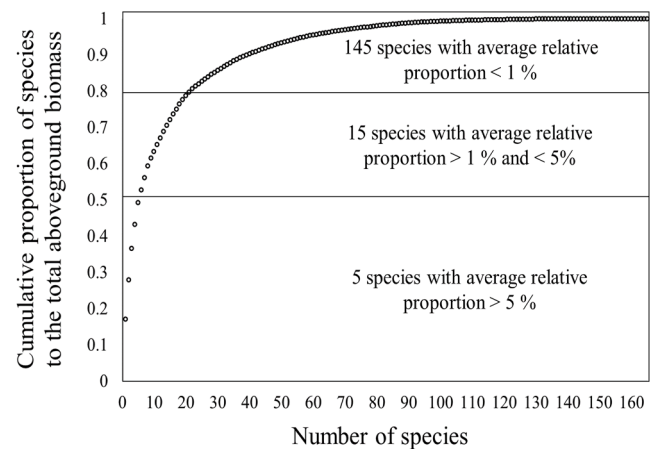 Cumulative proportion of species
to the total aboveground biomass
1
0.9
0.8
0.7
0.6
0.5
0.4
0.3
0.2
0.1
0
145 species with average relative
proportion < 1 %
15 species with average relative
proportion > 1 % and < 5%
5 species with average relative
proportion > 5 %
0 10 20 30 40 50 60 70 80 90 100 110 120 130 140 150 160
Number of species